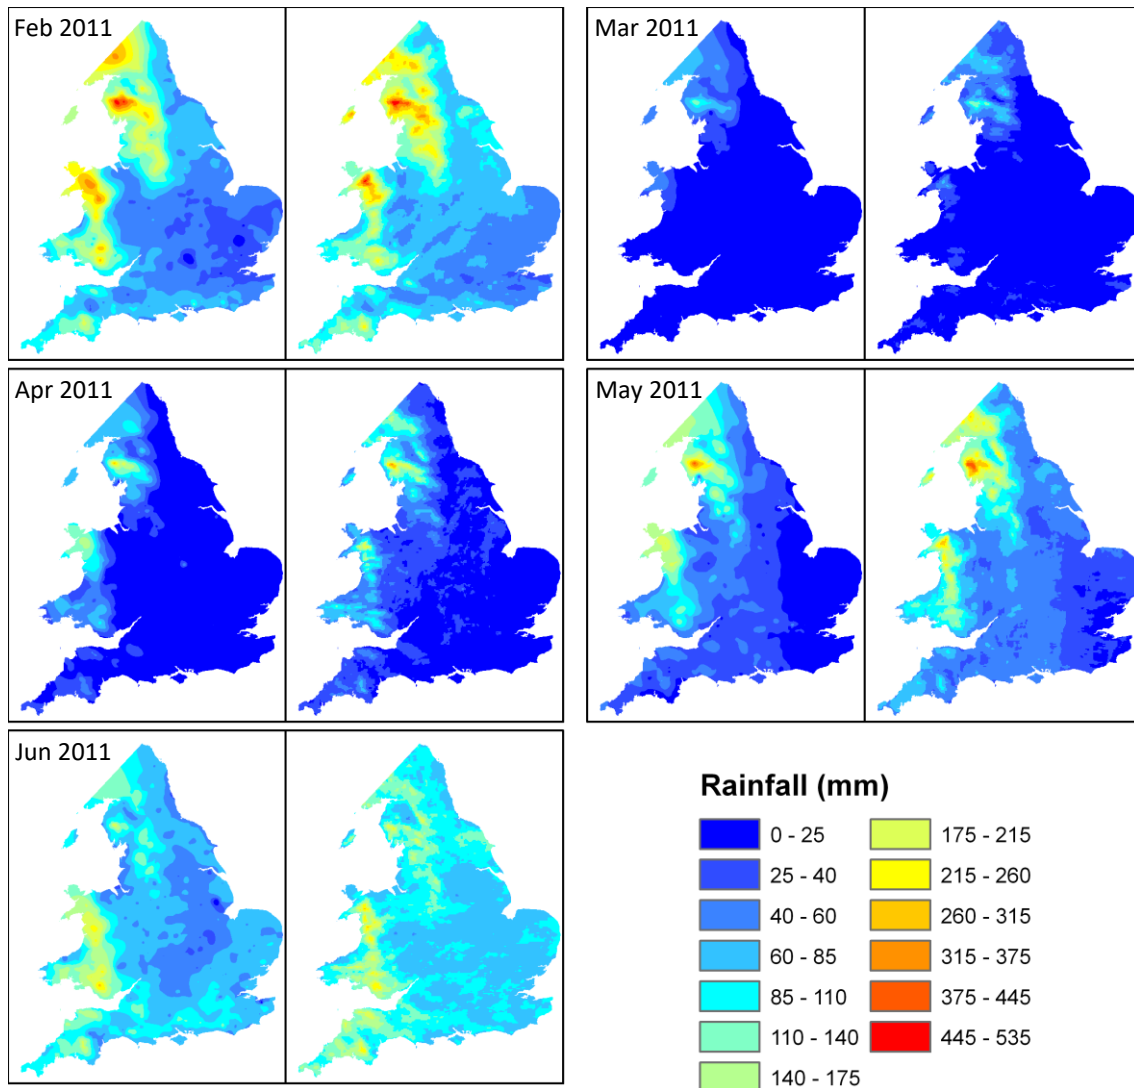 Feb 2011
Mar 2011
Apr 2011
May 2011
Jun 2011
Rainfall (mm)
0 - 25
25 - 40
40 - 60
60 - 85
85 - 110
110 - 140
140 - 175
175 - 215
215 - 260
260 - 315
315 - 375
375 - 445
445 - 535